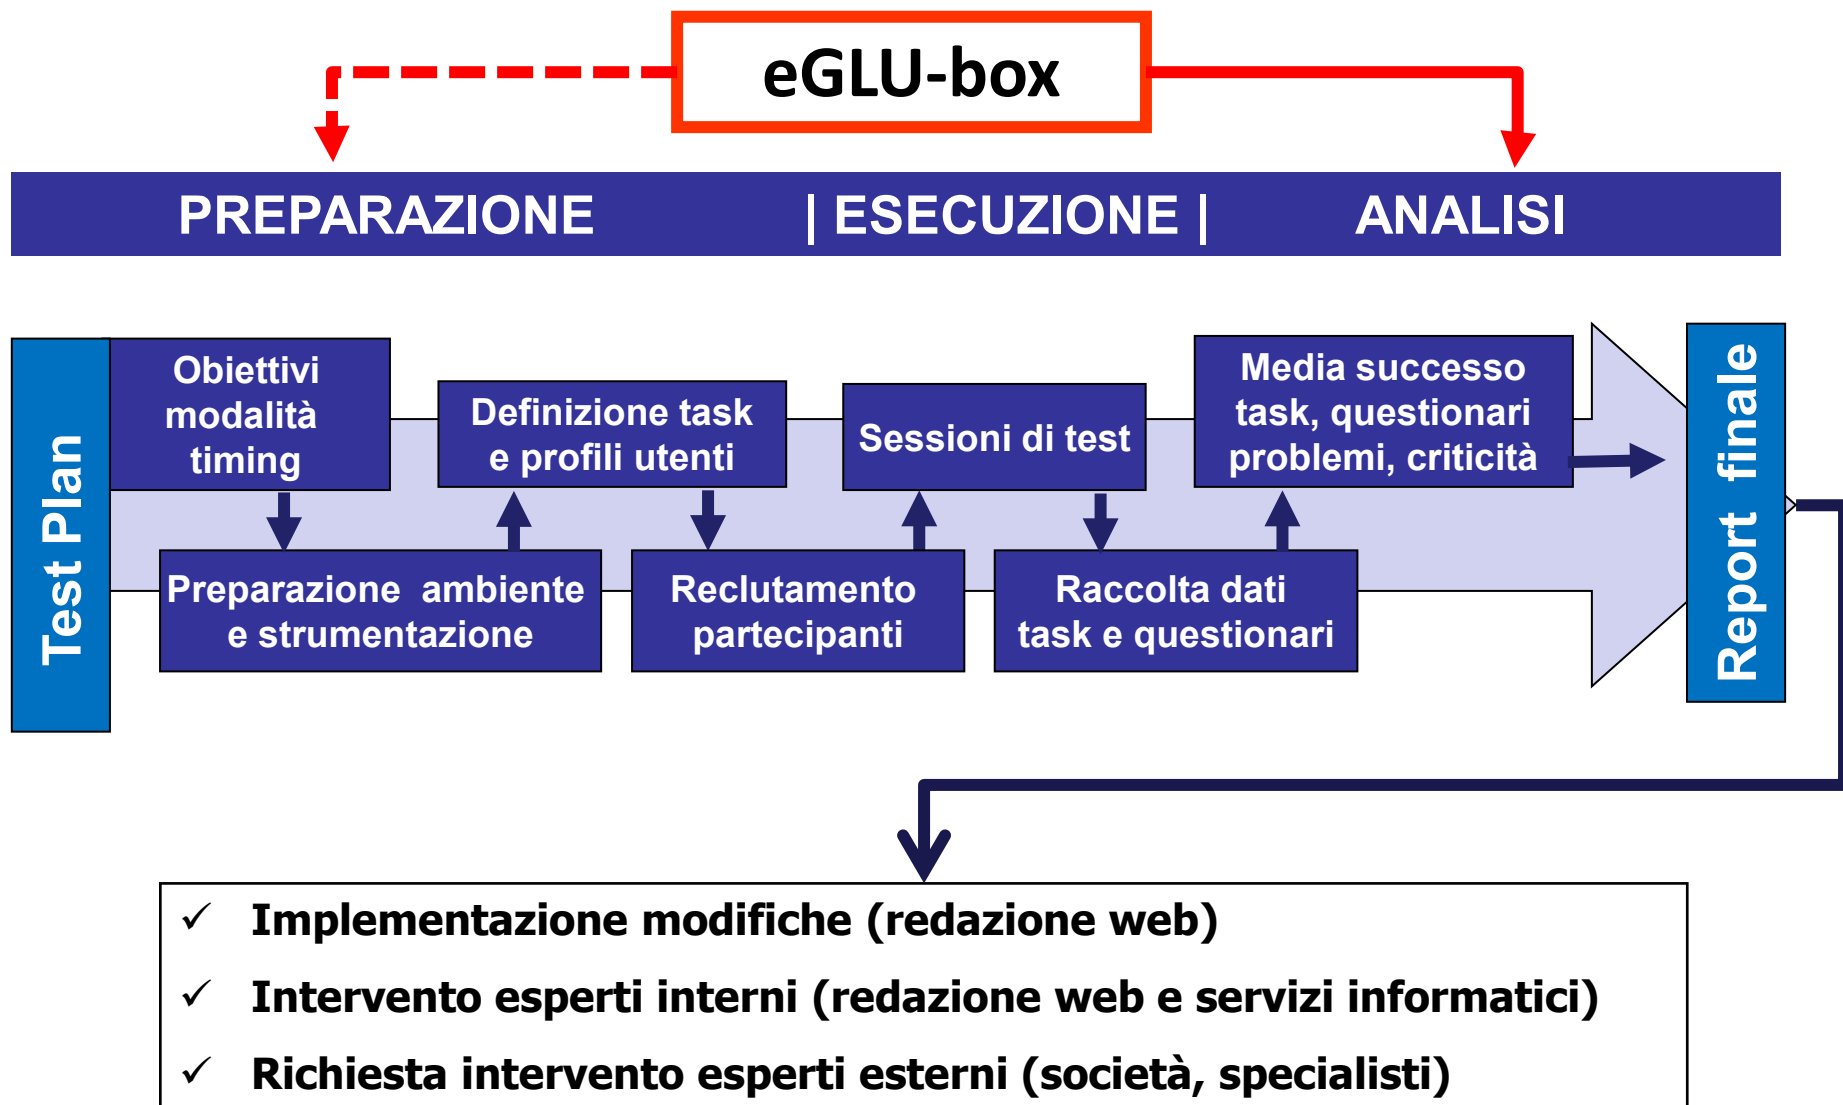 eGLU-box
PREPARAZIONE | ESECUZIONE | ANALISI
Test Plan
Obiettivi
modalità
timing
Preparazione ambiente
e strumentazione
Definizione task
e profili utenti
Reclutamento
partecipanti
Sessioni di test
Raccolta dati
task e questionari
Media successo
task, questionari
problemi, criticità
Report finale
✓ Implementazione modifiche (redazione web)
✓ Intervento esperti interni (redazione web e servizi informatici)
✓ Richiesta intervento esperti esterni (società, specialisti)